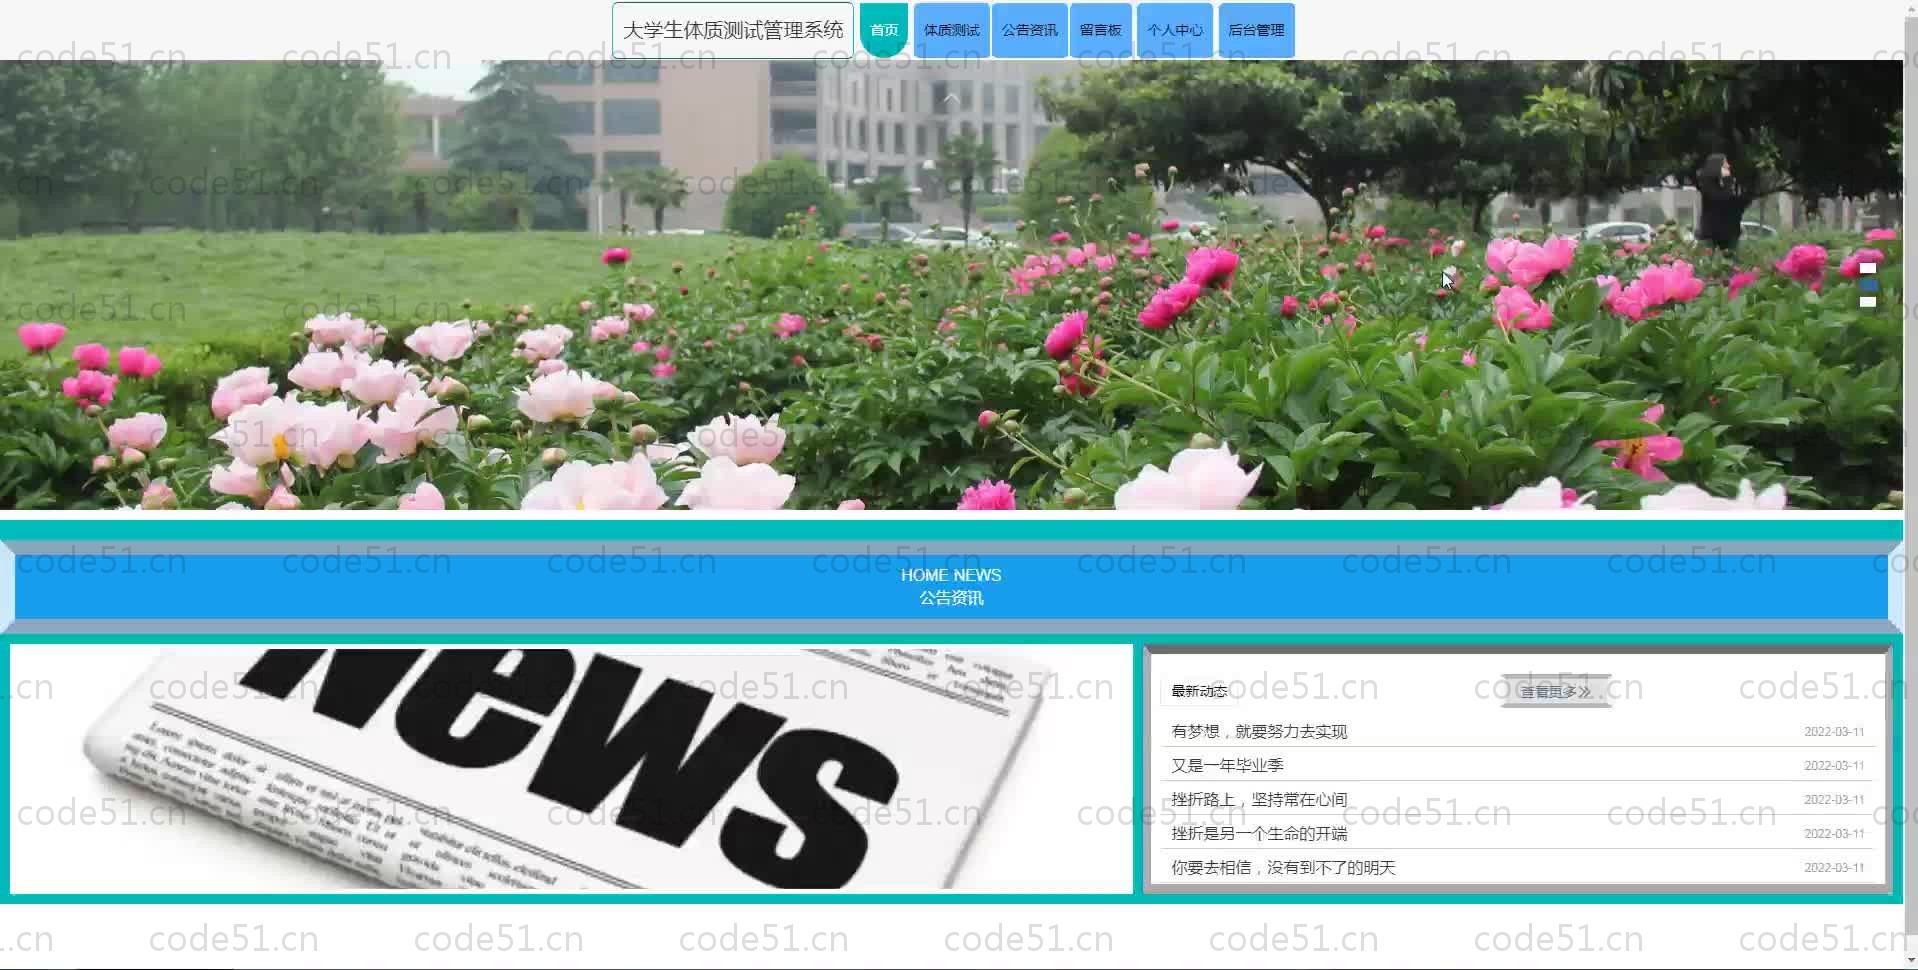 大学生体质测试管理系统
首页
体质测试
公告资讯
留言板
个人中心
后台管理
HOME NEWS
公告资讯
News
最新动态
查看更多
有梦想，就要努力去实现 2022-03-11
又是一年毕业季 2022-03-11
挫折路上，坚持常在心间 2022-03-11
挫折是另一个生命的开端 2022-03-11
你要去相信，没有到不了的明天 2022-03-11
code51.cn